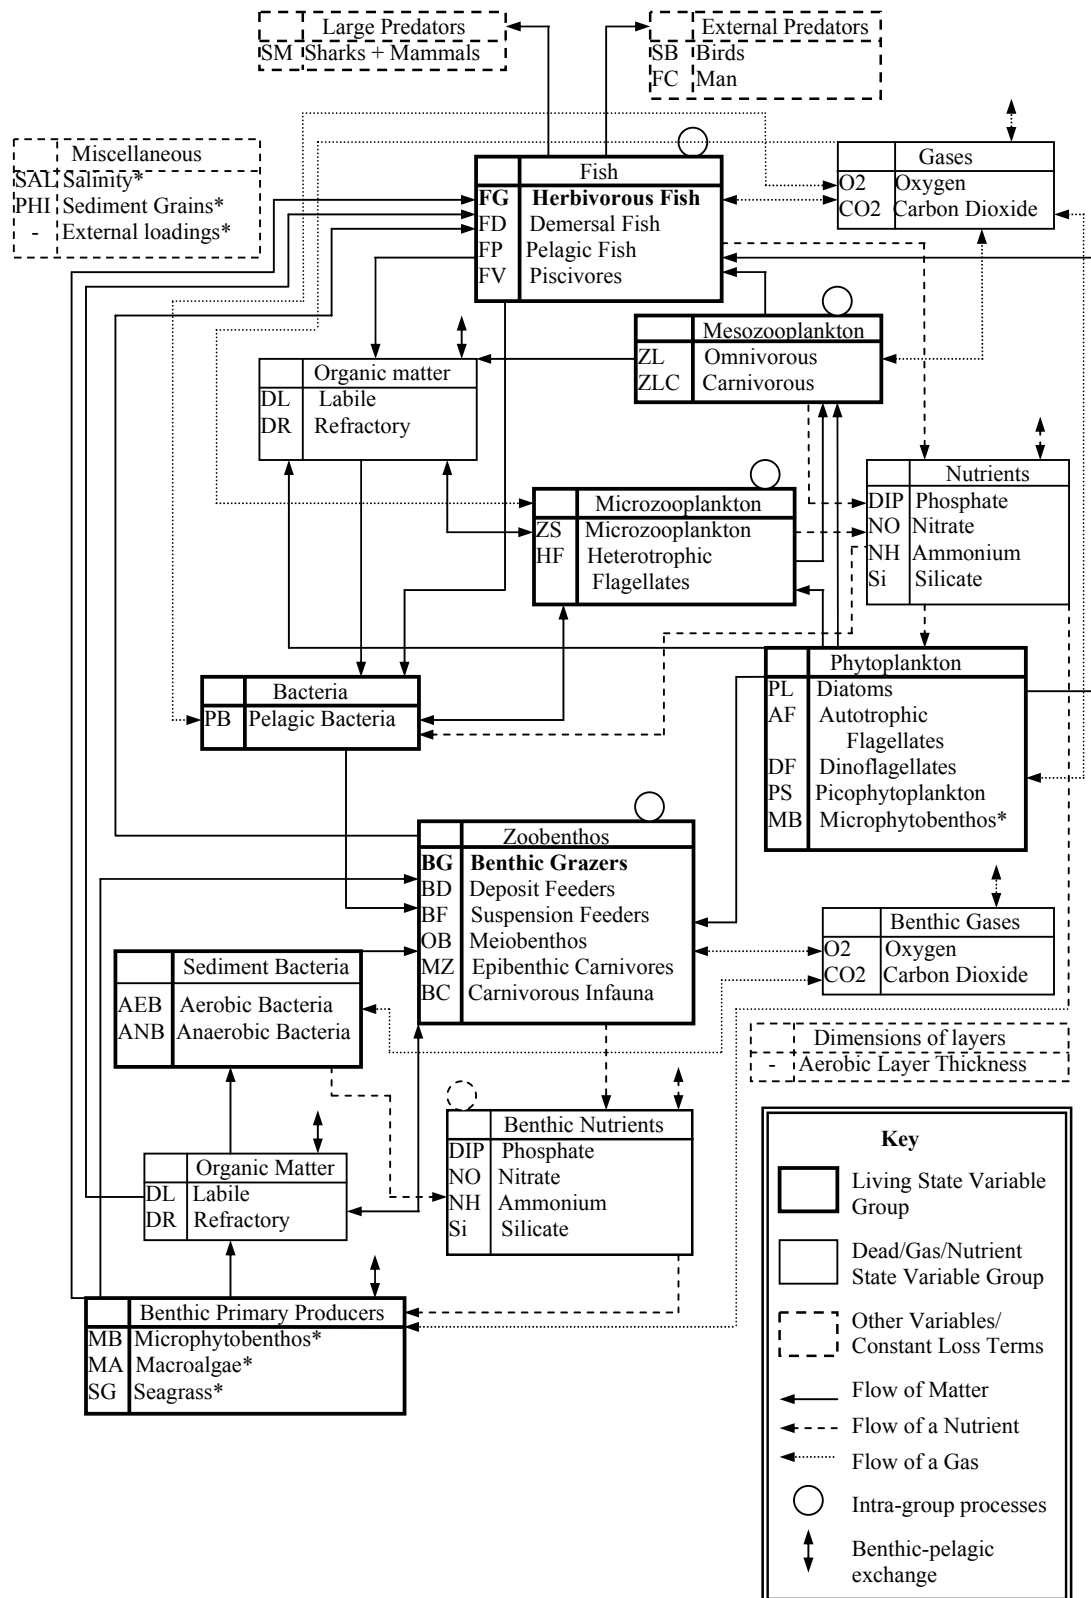 Large Predators
SM Sharks + Mammals
External Predators
SB Birds
FC Man
Miscellaneous
SAL Salinity*
PHI Sediment Grains*
- External loadings*
Fish
FG Herbivorous Fish
FD Demersal Fish
FP Pelagic Fish
FV Piscivores
Gases
O2 Oxygen
CO2 Carbon Dioxide
Mesozooplankton
ZL Omnivorous
ZLC Carnivorous
Organic matter
DL Labile
DR Refractory
Nutrients
DIP Phosphate
NO Nitrate
NH Ammonium
Si Silicate
Microzooplankton
ZS Microzooplankton
HF Heterotrophic
Flagellates
Phytoplankton
PL Diatoms
AF Autotrophic
Flagellates
DF Dinoflagellates
PS Picophytoplankton
MB Microphytobenthos*
Bacteria
PB Pelagic Bacteria
Zoobenthos
BG Benthic Grazers
BD Deposit Feeders
BF Suspension Feeders
OB Meiobenthos
MZ Epibenthic Carnivores
BC Carnivorous Infauna
Benthic Gases
O2 Oxygen
CO2 Carbon Dioxide
Sediment Bacteria
AEB Aerobic Bacteria
ANB Anaerobic Bacteria
Dimensions of layers
- Aerobic Layer Thickness
Benthic Nutrients
DIP Phosphate
NO Nitrate
NH Ammonium
Si Silicate
Organic Matter
DL Labile
DR Refractory
Benthic Primary Producers
MB Microphytobenthos*
MA Macroalgae*
SG Seagrass*
Key
Living State Variable
Group
Dead/Gas/Nutrient
State Variable Group
Other Variables/
Constant Loss Terms
Flow of Matter
Flow of a Nutrient
Flow of a Gas
Intra-group processes
Benthic-pelagic
exchange